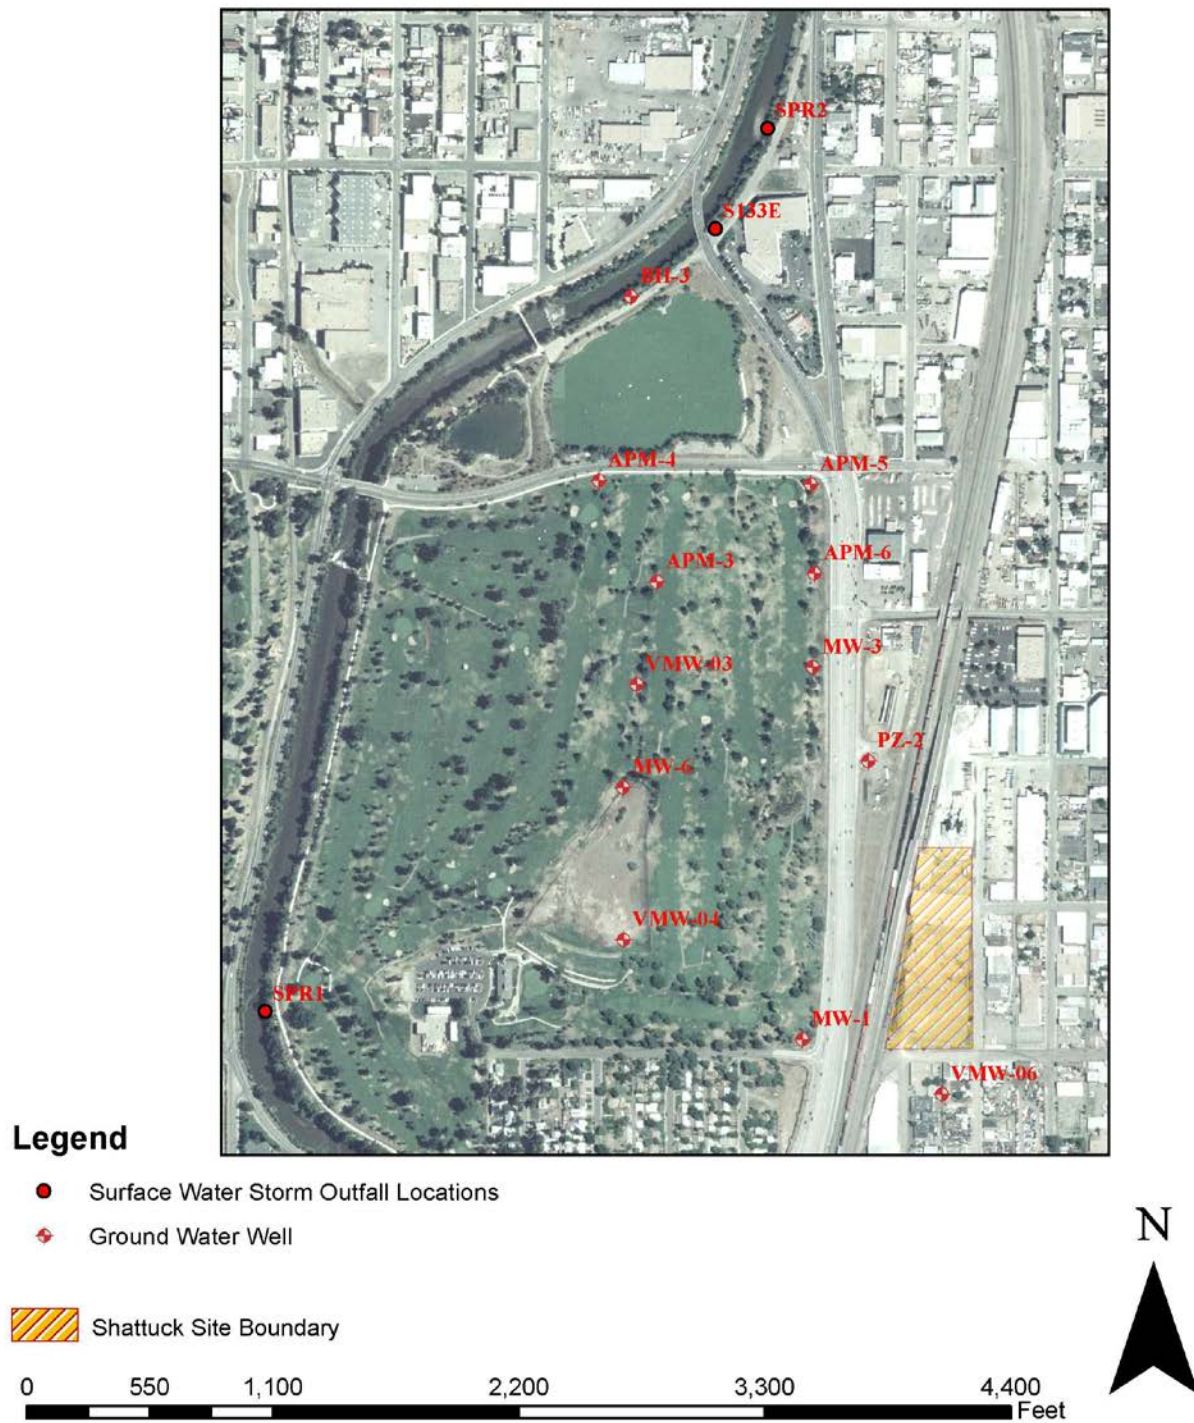 SPR2
S133E
BH-3
APM-4
APM-5
APM-6
APM-3
MW-3
VMW-03
PZ-2
MW-6
VMW-04
SPR1
MW-1
VMW-06
Legend
Surface Water Storm Outfall Locations
Ground Water Well
Shattuck Site Boundary
N
0 550 1,100 2,200 3,300 4,400
Feet